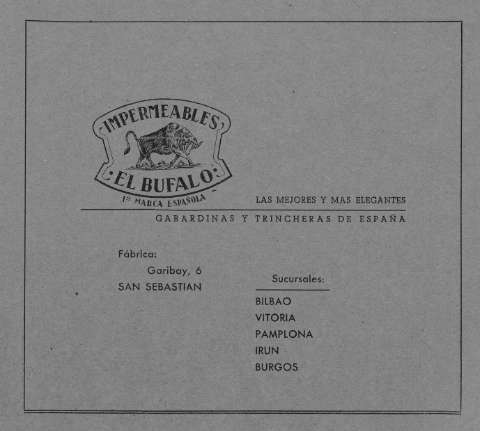 IMPERMEABLES
EL BUFALO
1ª MARCA ESPAÑOLA
LAS MEJORES Y MAS ELEGANTES
GABARDINAS Y TRINCHERAS DE ESPAÑA
Fábrica:
Garibay, 6
SAN SEBASTIAN
Sucursales:
BILBAO
VITORIA
PAMPLONA
IRUN
BURGOS